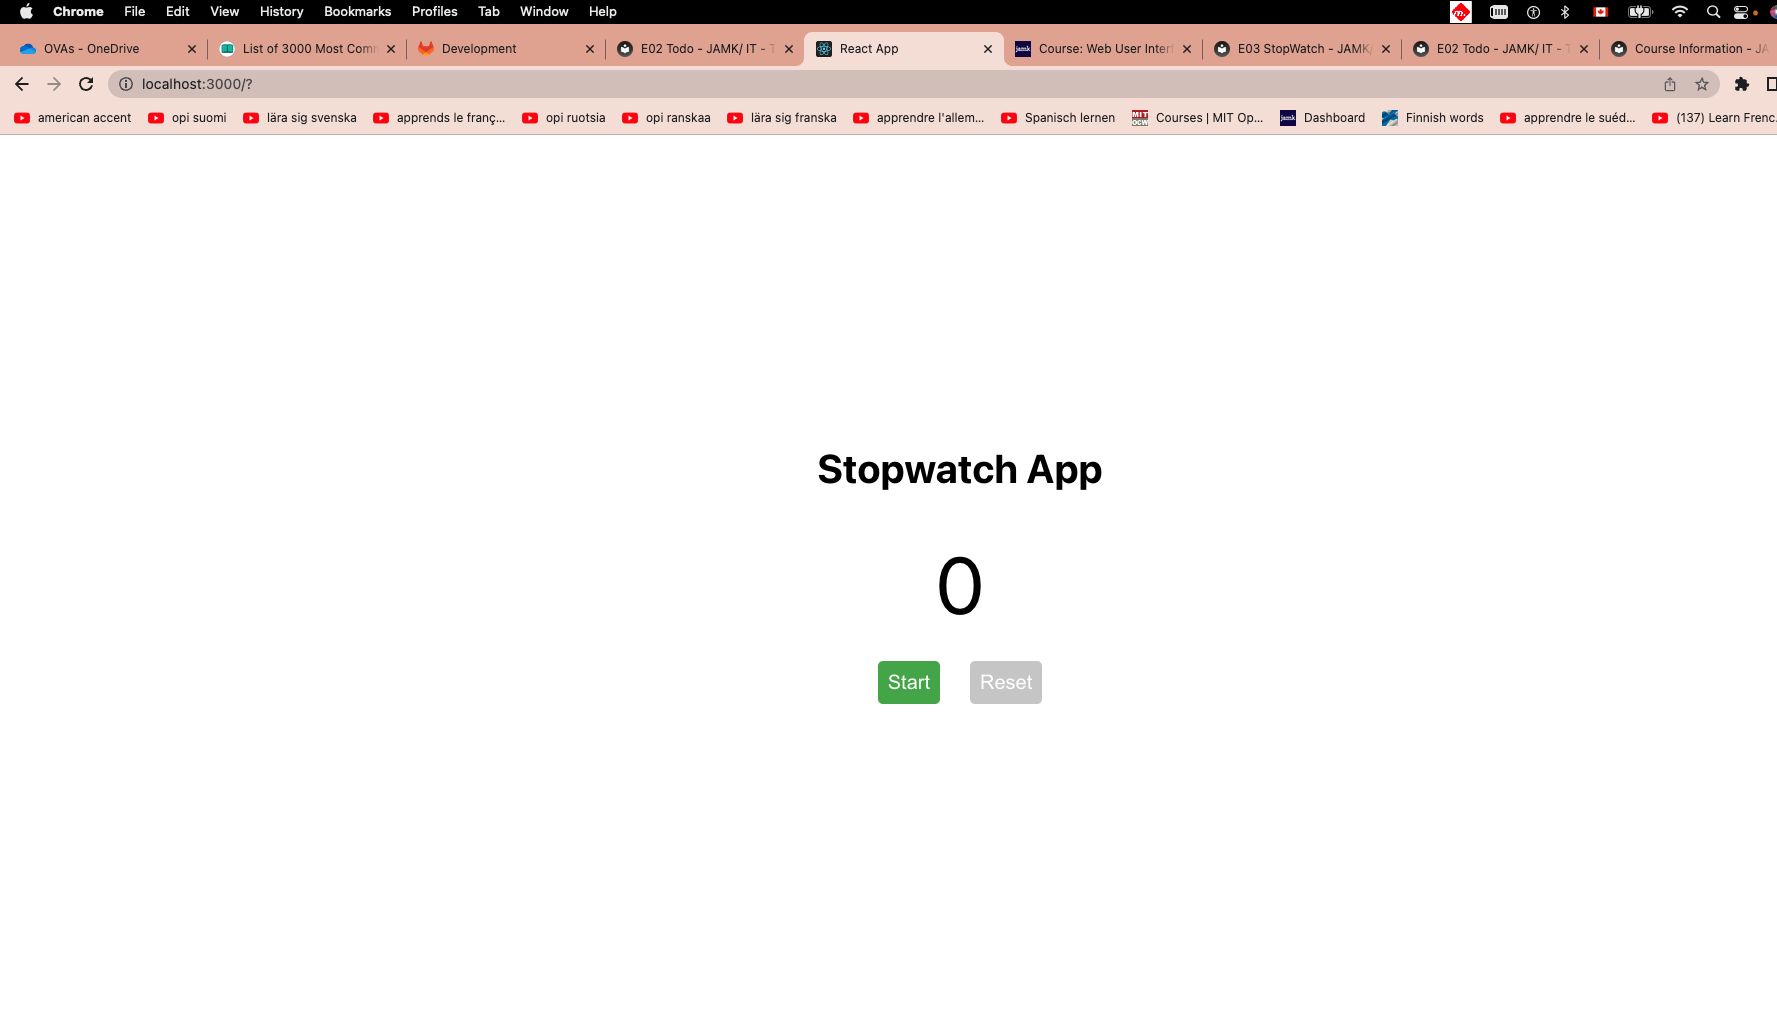 Chrome File Edit View History Bookmarks Profiles Tab Window Help
OVAs - OneDrive List of 3000 Most Comm Development E02 Todo - JAMK/ IT - T React App Course: Web User Interf E03 StopWatch - JAMK/ E02 Todo - JAMK/ IT - T Course Information - JA
localhost:3000/?
american accent opi suomi lära sig svenska apprends le franç... opi ruotsia opi ranskaa lära sig franska apprendre l'allem... Spanisch lernen MIT OCW Courses | MIT Op... jamk Dashboard Finnish words apprendre le suéd... (137) Learn Frenc
Stopwatch App
0
Start Reset